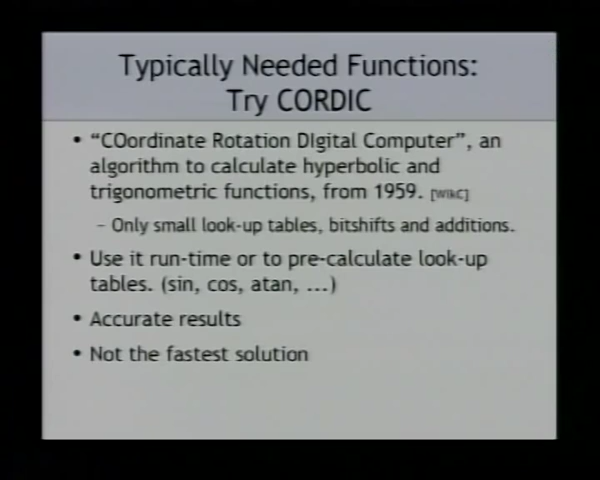 Typically Needed Functions:
Try CORDIC
• "COordinate Rotation DIgital Computer", an
algorithm to calculate hyperbolic and
trigonometric functions, from 1959. [WikC]
– Only small look-up tables, bitshifts and additions.
• Use it run-time or to pre-calculate look-up
tables. (sin, cos, atan, ...)
• Accurate results
• Not the fastest solution